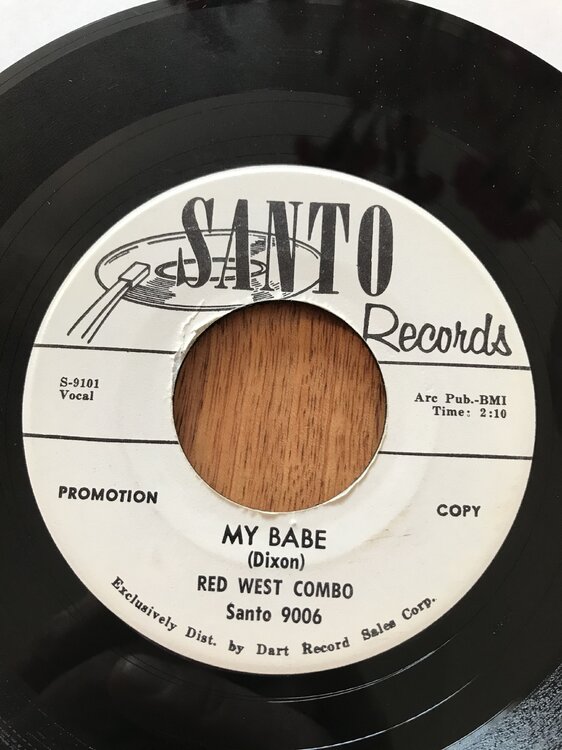 SANTO
Records
S-9101
Vocal
Arc Pub.-BMI
Time: 2:10
PROMOTION
COPY
MY BABE
(Dixon)
RED WEST COMBO
Santo 9006
Exclusively Dist. by Dart Record Sales Corp.